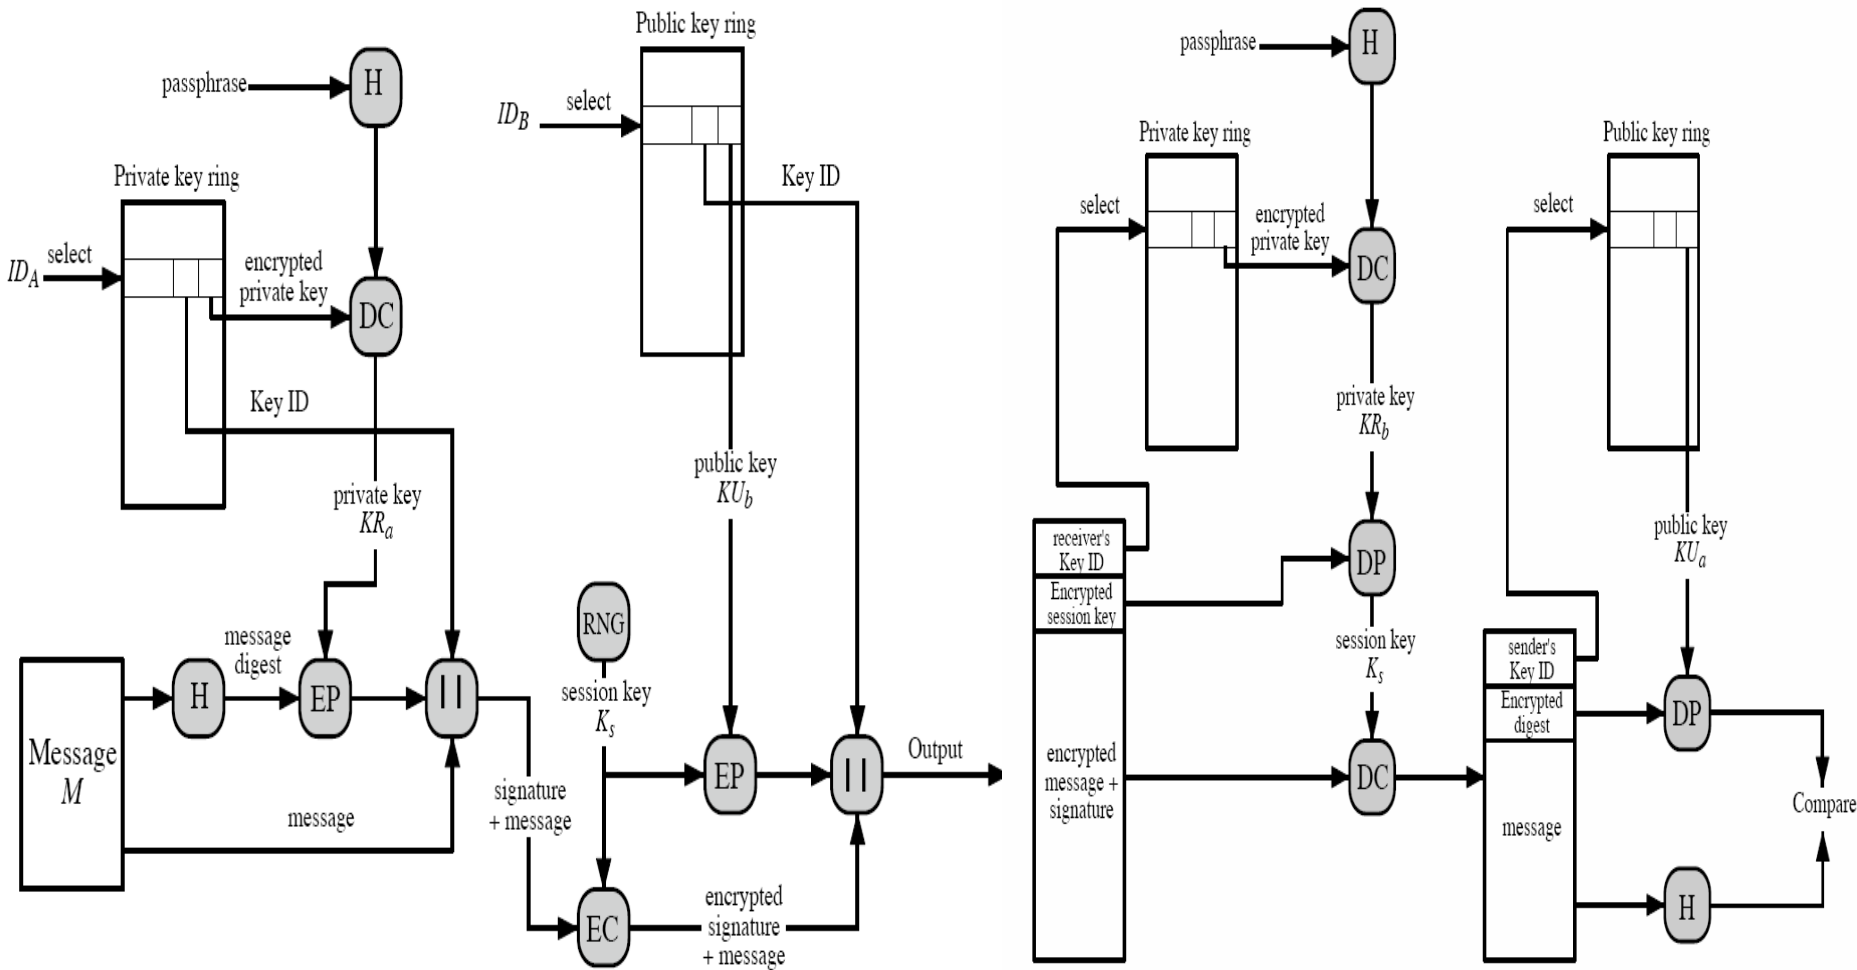 Public key ring
passphrase
H
ID_B
select
Key ID
Private key ring
ID_A
select
encrypted
private key
DC
Key ID
private key
KR_a
public key
KU_b
Message
M
H
message
digest
EP
||
message
RNG
session key
K_s
signature
+ message
EP
||
Output
EC
encrypted
signature
+ message
passphrase
H
Private key ring
select
encrypted
private key
DC
private key
KR_b
receiver's
Key ID
Encrypted
session key
encrypted
message +
signature
DP
session key
K_s
DC
Public key ring
select
public key
KU_a
sender's
Key ID
Encrypted
digest
message
DP
Compare
H